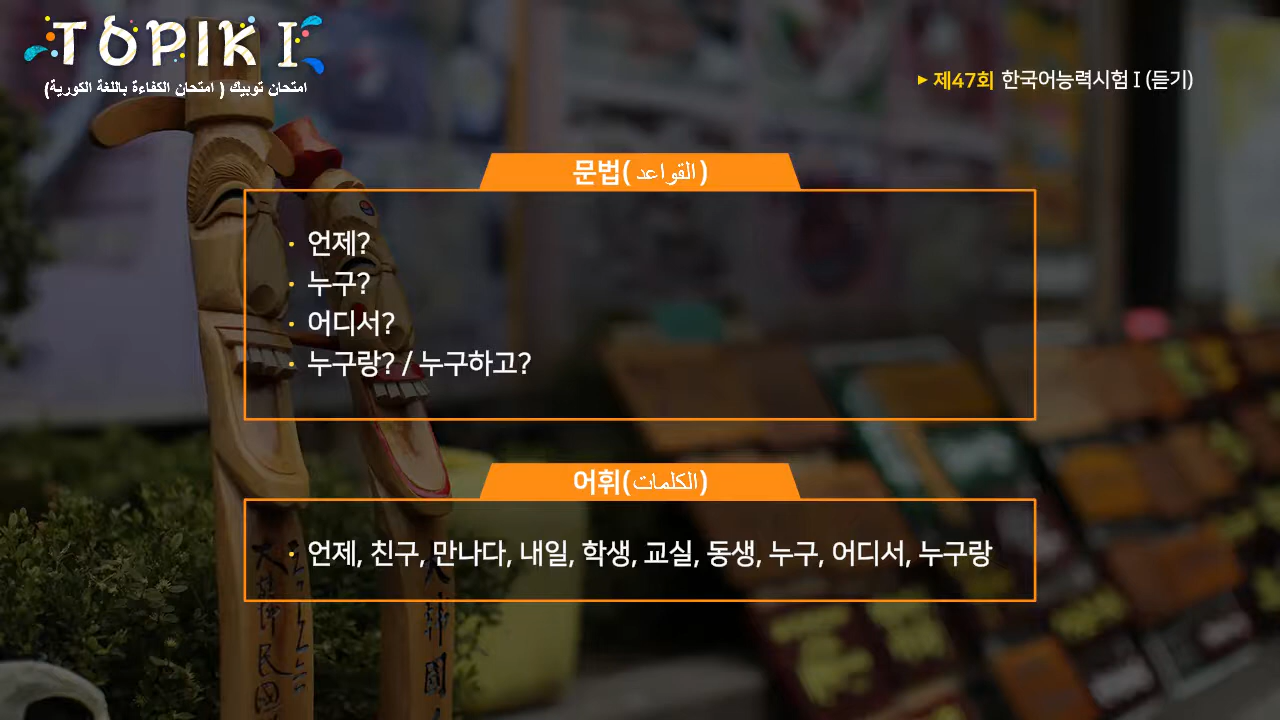 TOPIK I
امتحان توبيك ( امتحان الكفاءة باللغة الكورية)
▶ 제47회 한국어능력시험 I (듣기)
문법(القواعد)
· 언제?
· 누구?
· 어디서?
· 누구랑? / 누구하고?
어휘(الكلمات)
· 언제, 친구, 만나다, 내일, 학생, 교실, 동생, 누구, 어디서, 누구랑